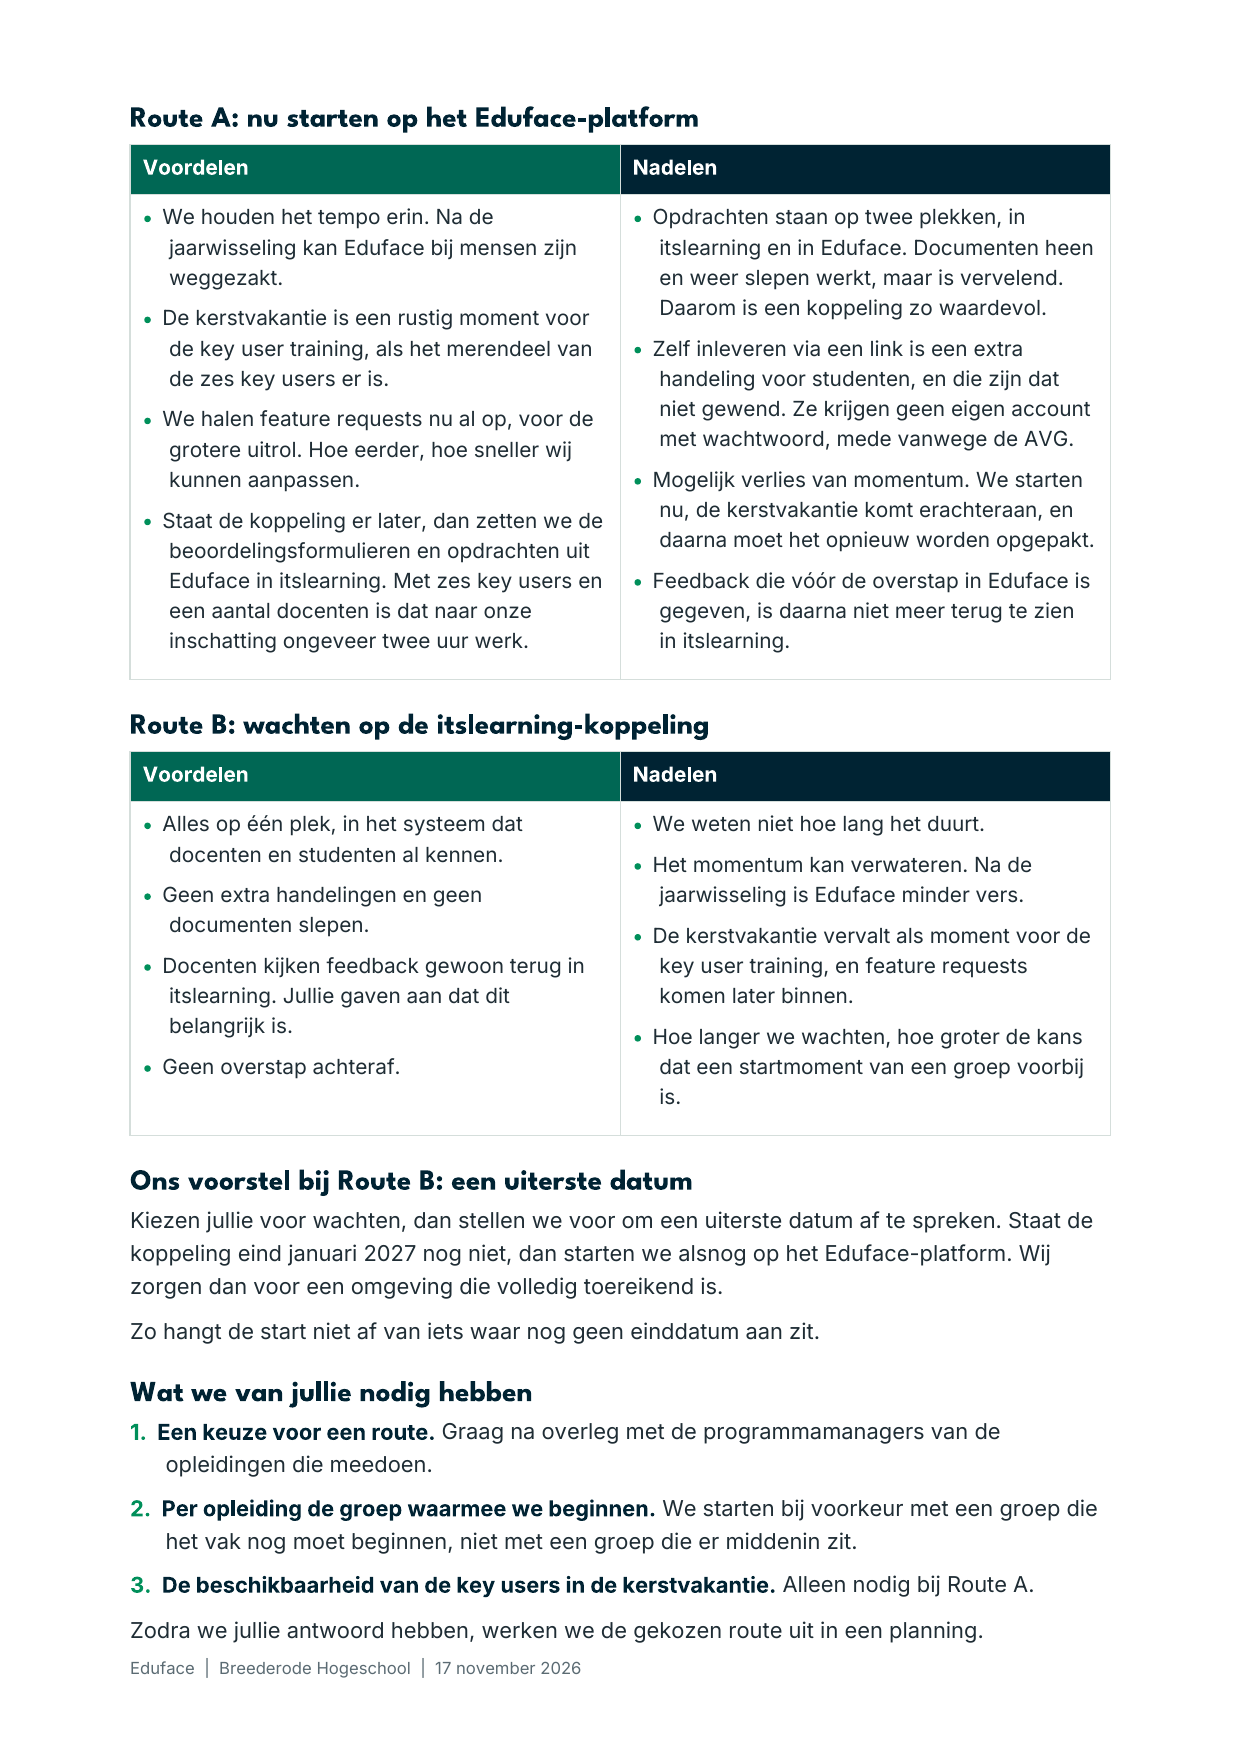 Route A: nu starten op het Eduface-platform
Voordelen
• We houden het tempo erin. Na de
jaarwisseling kan Eduface bij mensen zijn
weggezakt.
• De kerstvakantie is een rustig moment voor
de key user training, als het merendeel van
de zes key users er is.
• We halen feature requests nu al op, voor de
grotere uitrol. Hoe eerder, hoe sneller wij
kunnen aanpassen.
• Staat de koppeling er later, dan zetten we de
beoordelingsformulieren en opdrachten uit
Eduface in itslearning. Met zes key users en
een aantal docenten is dat naar onze
inschatting ongeveer twee uur werk.
Nadelen
• Opdrachten staan op twee plekken, in
itslearning en in Eduface. Documenten heen
en weer slepen werkt, maar is vervelend.
Daarom is een koppeling zo waardevol.
• Zelf inleveren via een link is een extra
handeling voor studenten, en die zijn dat
niet gewend. Ze krijgen geen eigen account
met wachtwoord, mede vanwege de AVG.
• Mogelijk verlies van momentum. We starten
nu, de kerstvakantie komt erachteraan, en
daarna moet het opnieuw worden opgepakt.
• Feedback die vóór de overstap in Eduface is
gegeven, is daarna niet meer terug te zien
in itslearning.
Route B: wachten op de itslearning-koppeling
Voordelen
• Alles op één plek, in het systeem dat
docenten en studenten al kennen.
• Geen extra handelingen en geen
documenten slepen.
• Docenten kijken feedback gewoon terug in
itslearning. Jullie gaven aan dat dit
belangrijk is.
• Geen overstap achteraf.
Nadelen
• We weten niet hoe lang het duurt.
• Het momentum kan verwateren. Na de
jaarwisseling is Eduface minder vers.
• De kerstvakantie vervalt als moment voor de
key user training, en feature requests
komen later binnen.
• Hoe langer we wachten, hoe groter de kans
dat een startmoment van een groep voorbij
is.
Ons voorstel bij Route B: een uiterste datum
Kiezen jullie voor wachten, dan stellen we voor om een uiterste datum af te spreken. Staat de
koppeling eind januari 2027 nog niet, dan starten we alsnog op het Eduface-platform. Wij
zorgen dan voor een omgeving die volledig toereikend is.
Zo hangt de start niet af van iets waar nog geen einddatum aan zit.
Wat we van jullie nodig hebben
1. Een keuze voor een route. Graag na overleg met de programmamanagers van de
opleidingen die meedoen.
2. Per opleiding de groep waarmee we beginnen. We starten bij voorkeur met een groep die
het vak nog moet beginnen, niet met een groep die er middenin zit.
3. De beschikbaarheid van de key users in de kerstvakantie. Alleen nodig bij Route A.
Zodra we jullie antwoord hebben, werken we de gekozen route uit in een planning.
Eduface | Breederode Hogeschool | 17 november 2026